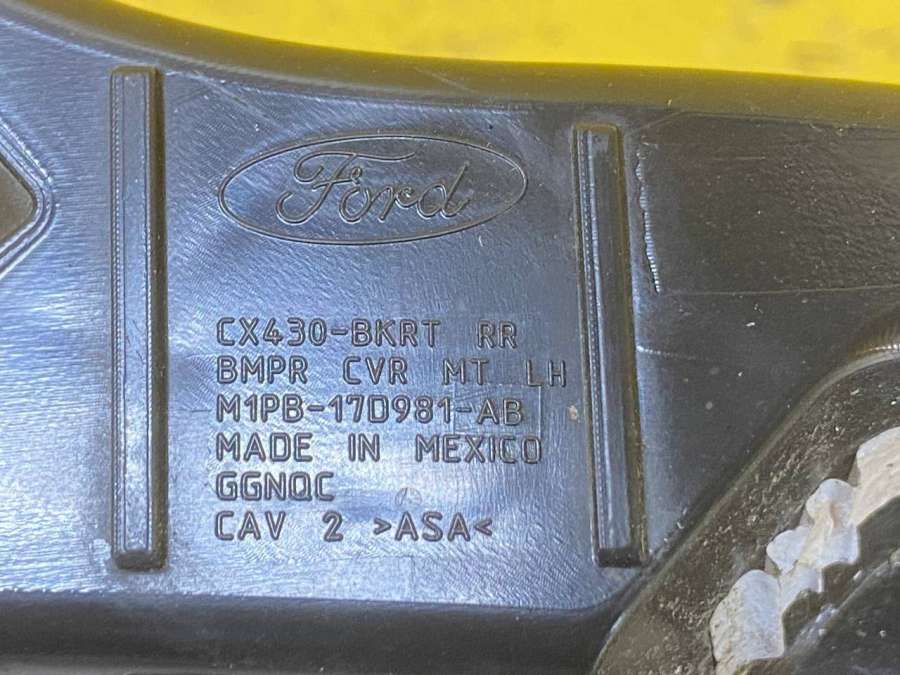 Ford
CX430-BKRT RR
BMPR CVR MT LH
M1PB-17D981-AB
MADE IN MEXICO
GGNQC
CAV 2 >ASA<